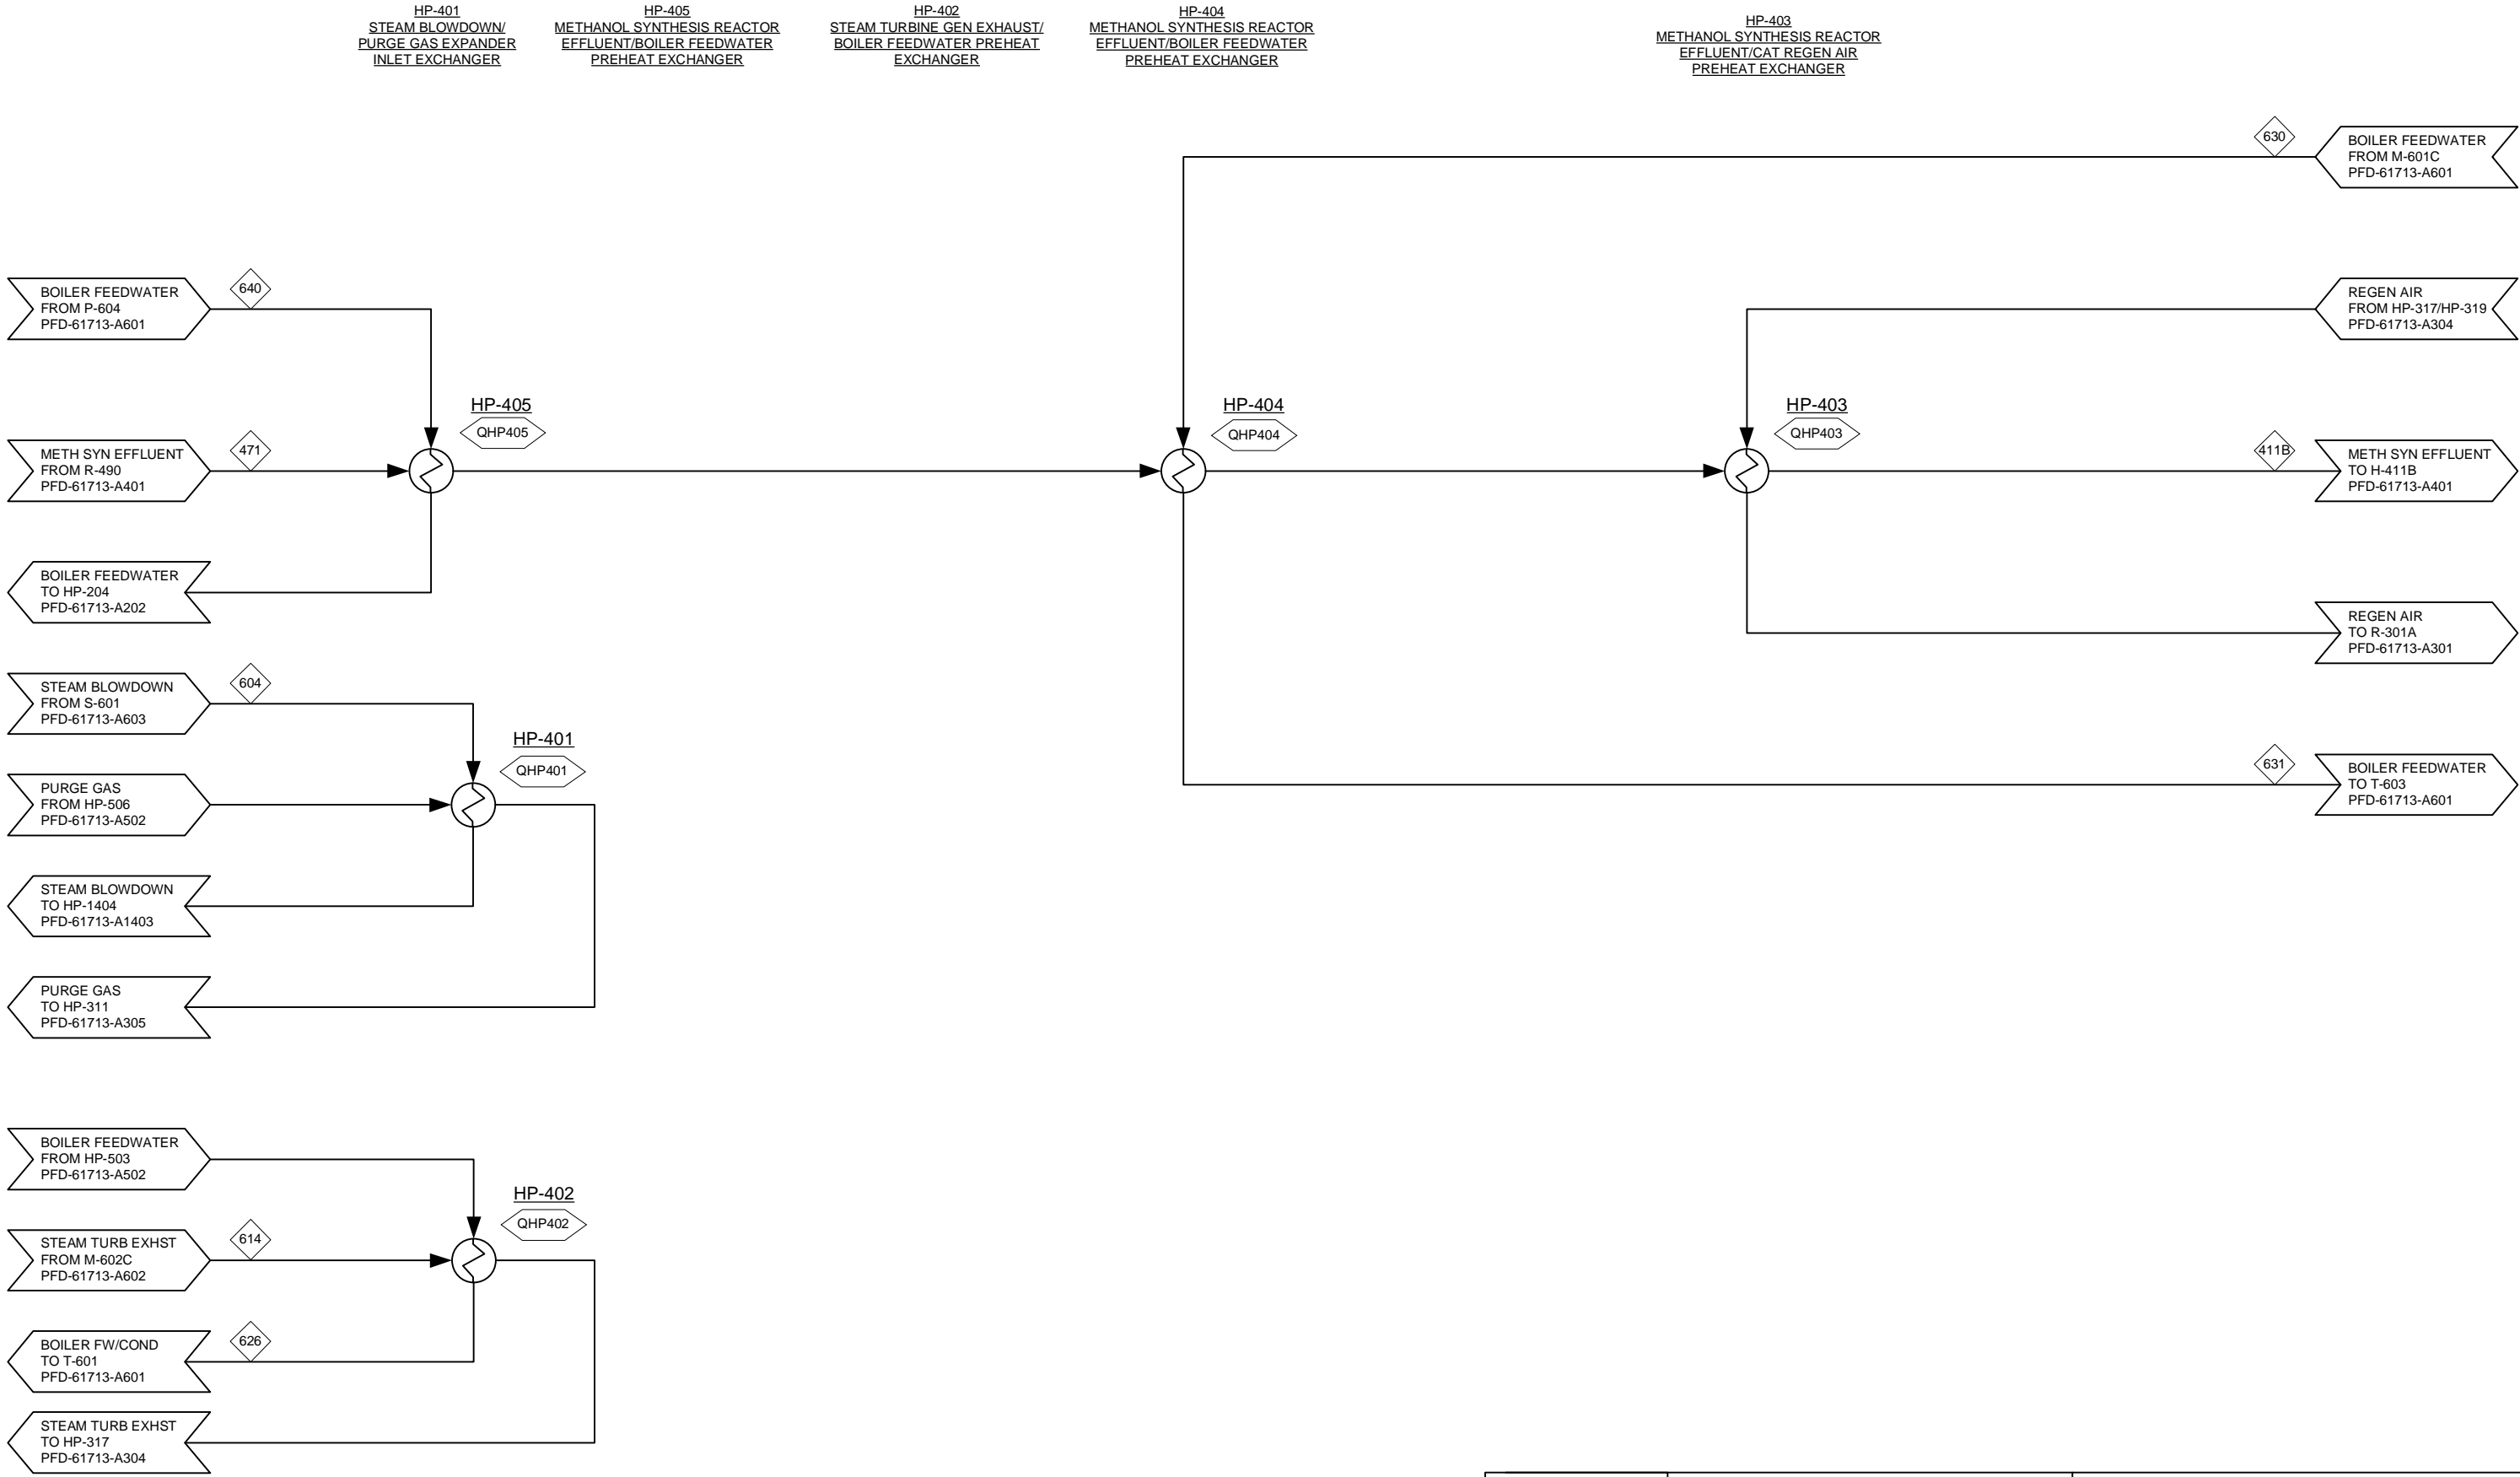 HP-401
STEAM BLOWDOWN/
PURGE GAS EXPANDER
INLET EXCHANGER
HP-405
METHANOL SYNTHESIS REACTOR
EFFLUENT/BOILER FEEDWATER
PREHEAT EXCHANGER
HP-402
STEAM TURBINE GEN EXHAUST/
BOILER FEEDWATER PREHEAT
EXCHANGER
HP-404
METHANOL SYNTHESIS REACTOR
EFFLUENT/BOILER FEEDWATER
PREHEAT EXCHANGER
HP-403
METHANOL SYNTHESIS REACTOR
EFFLUENT/CAT REGEN AIR
PREHEAT EXCHANGER
630
BOILER FEEDWATER
FROM M-601C
PFD-61713-A601
BOILER FEEDWATER
FROM P-604
PFD-61713-A601
640
REGEN AIR
FROM HP-317/HP-319
PFD-61713-A304
HP-405
QHP405
HP-404
QHP404
HP-403
QHP403
METH SYN EFFLUENT
FROM R-490
PFD-61713-A401
471
411B
METH SYN EFFLUENT
TO H-411B
PFD-61713-A401
BOILER FEEDWATER
TO HP-204
PFD-61713-A202
REGEN AIR
TO R-301A
PFD-61713-A301
STEAM BLOWDOWN
FROM S-601
PFD-61713-A603
604
HP-401
QHP401
PURGE GAS
FROM HP-506
PFD-61713-A502
631
BOILER FEEDWATER
TO T-603
PFD-61713-A601
STEAM BLOWDOWN
TO HP-1404
PFD-61713-A1403
PURGE GAS
TO HP-311
PFD-61713-A305
BOILER FEEDWATER
FROM HP-503
PFD-61713-A502
HP-402
QHP402
STEAM TURB EXHST
FROM M-602C
PFD-61713-A602
614
BOILER FW/COND
TO T-601
PFD-61713-A601
626
STEAM TURB EXHST
TO HP-317
PFD-61713-A304